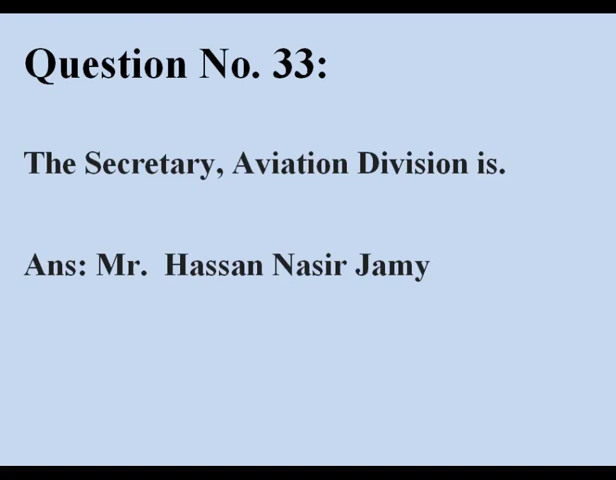 Question No. 33:
The Secretary, Aviation Division is.
Ans: Mr.  Hassan Nasir Jamy